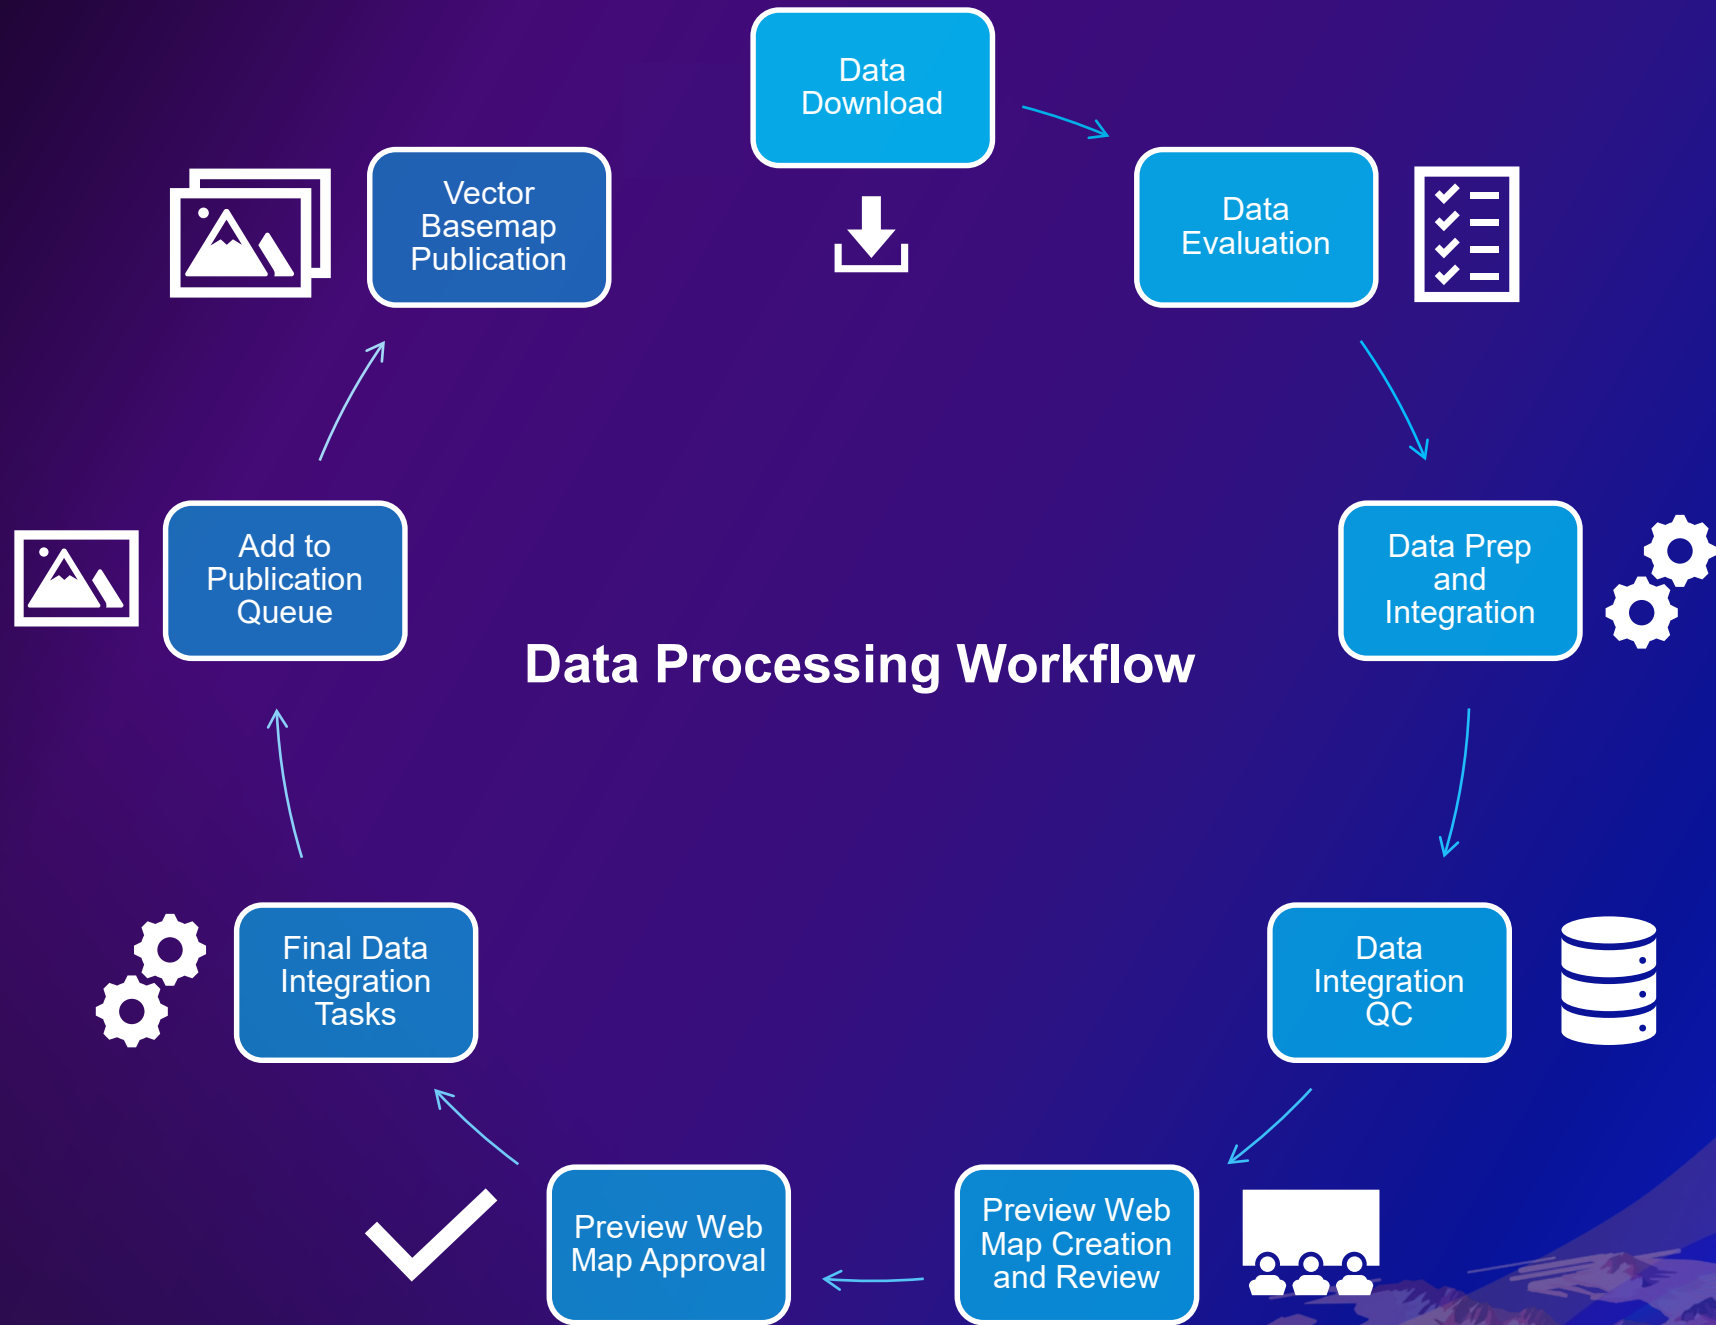 Data
Download
Data
Evaluation
Data Prep
and
Integration
Data
Integration
QC
Preview Web
Map Creation
and Review
Preview Web
Map Approval
Final Data
Integration
Tasks
Add to
Publication
Queue
Vector
Basemap
Publication
Data Processing Workflow